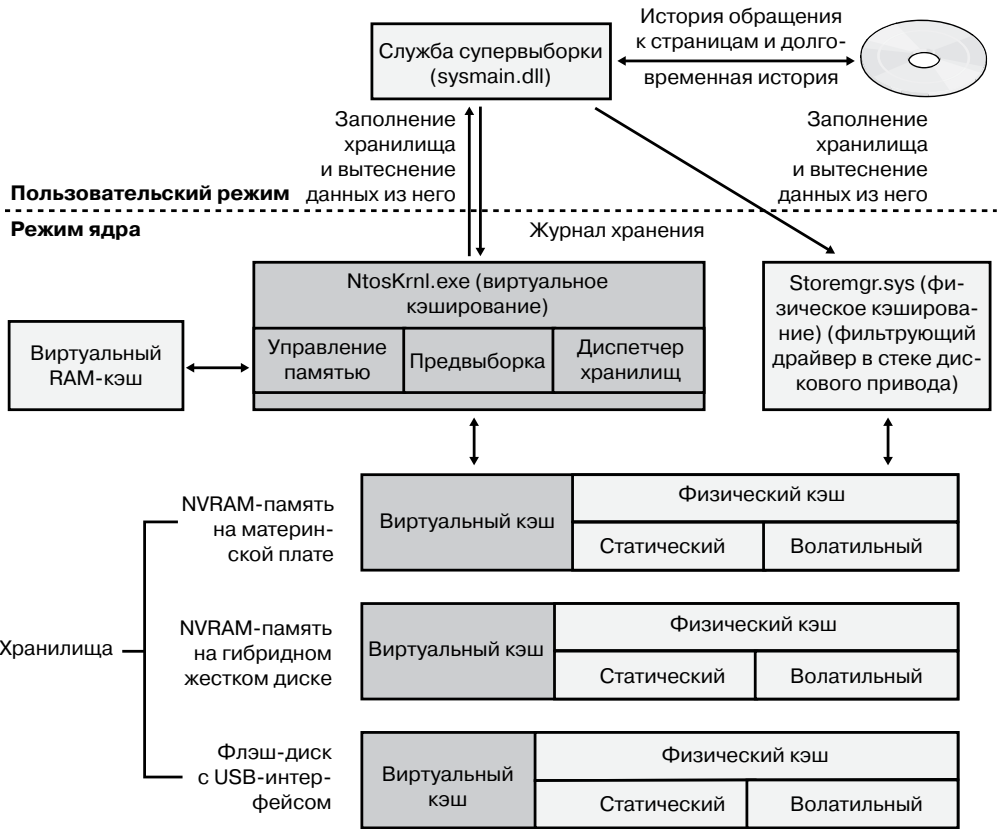 История обращения
к страницам и долго-
временная история
Служба супервыборки
(sysmain.dll)
Заполнение
хранилища
и вытеснение
данных из него
Заполнение
хранилища
и вытеснение
данных из него
Пользовательский режим
Режим ядра
Журнал хранения
NtosKrnl.exe (виртуальное
кэширование)
Управление
памятью
Предвыборка
Диспетчер
хранилищ
Storemgr.sys (фи-
зическое кэширова-
ние) (фильтрующий
драйвер в стеке дис-
кового привода)
Виртуальный
RAM-кэш
Хранилища
NVRAM-память
на материн-
ской плате
Виртуальный кэш
Физический кэш
Статический
Волатильный
NVRAM-память
на гибридном
жестком диске
Виртуальный кэш
Физический кэш
Статический
Волатильный
Флэш-диск
с USB-интер-
фейсом
Виртуальный
кэш
Физический кэш
Статический
Волатильный